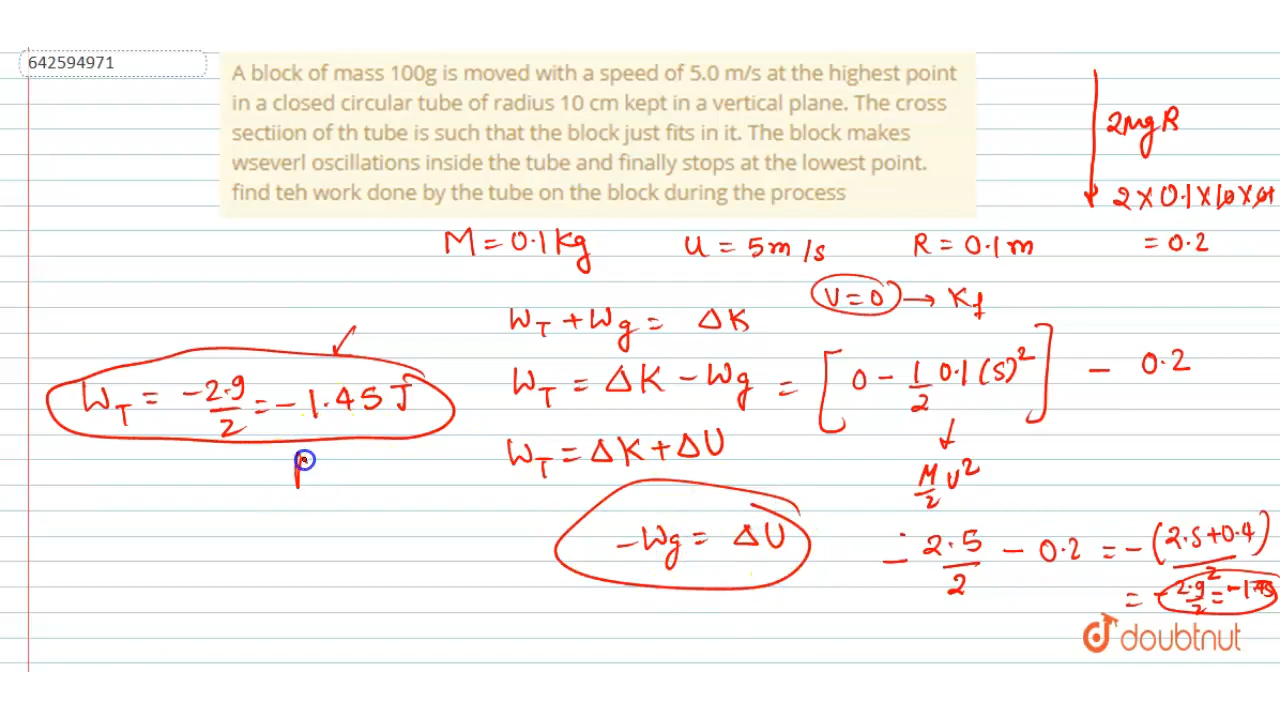 642594971
A block of mass 100g is moved with a speed of 5.0 m/s at the highest point
in a closed circular tube of radius 10 cm kept in a vertical plane. The cross
sectiion of th tube is such that the block just fits in it. The block makes
wseverl oscillations inside the tube and finally stops at the lowest point.
find teh work done by the tube on the block during the process
2MgR
2 × 0.1 × 10 × 0.1
= 0.2
M = 0.1 kg U = 5 m/s R = 0.1 m
V = 0 → Kf
WT + Wg = ΔK
WT = ΔK − Wg = [0 − 1/2 0.1 (5)²] − 0.2
↓
M/2 U²
WT = ΔK + ΔU
−Wg = ΔU
− 2.5/2 − 0.2 = −(2.5+0.4)/2
= − 2.9/2 = −1.45
WT = −2.9/2 = −1.45 J
doubtnut